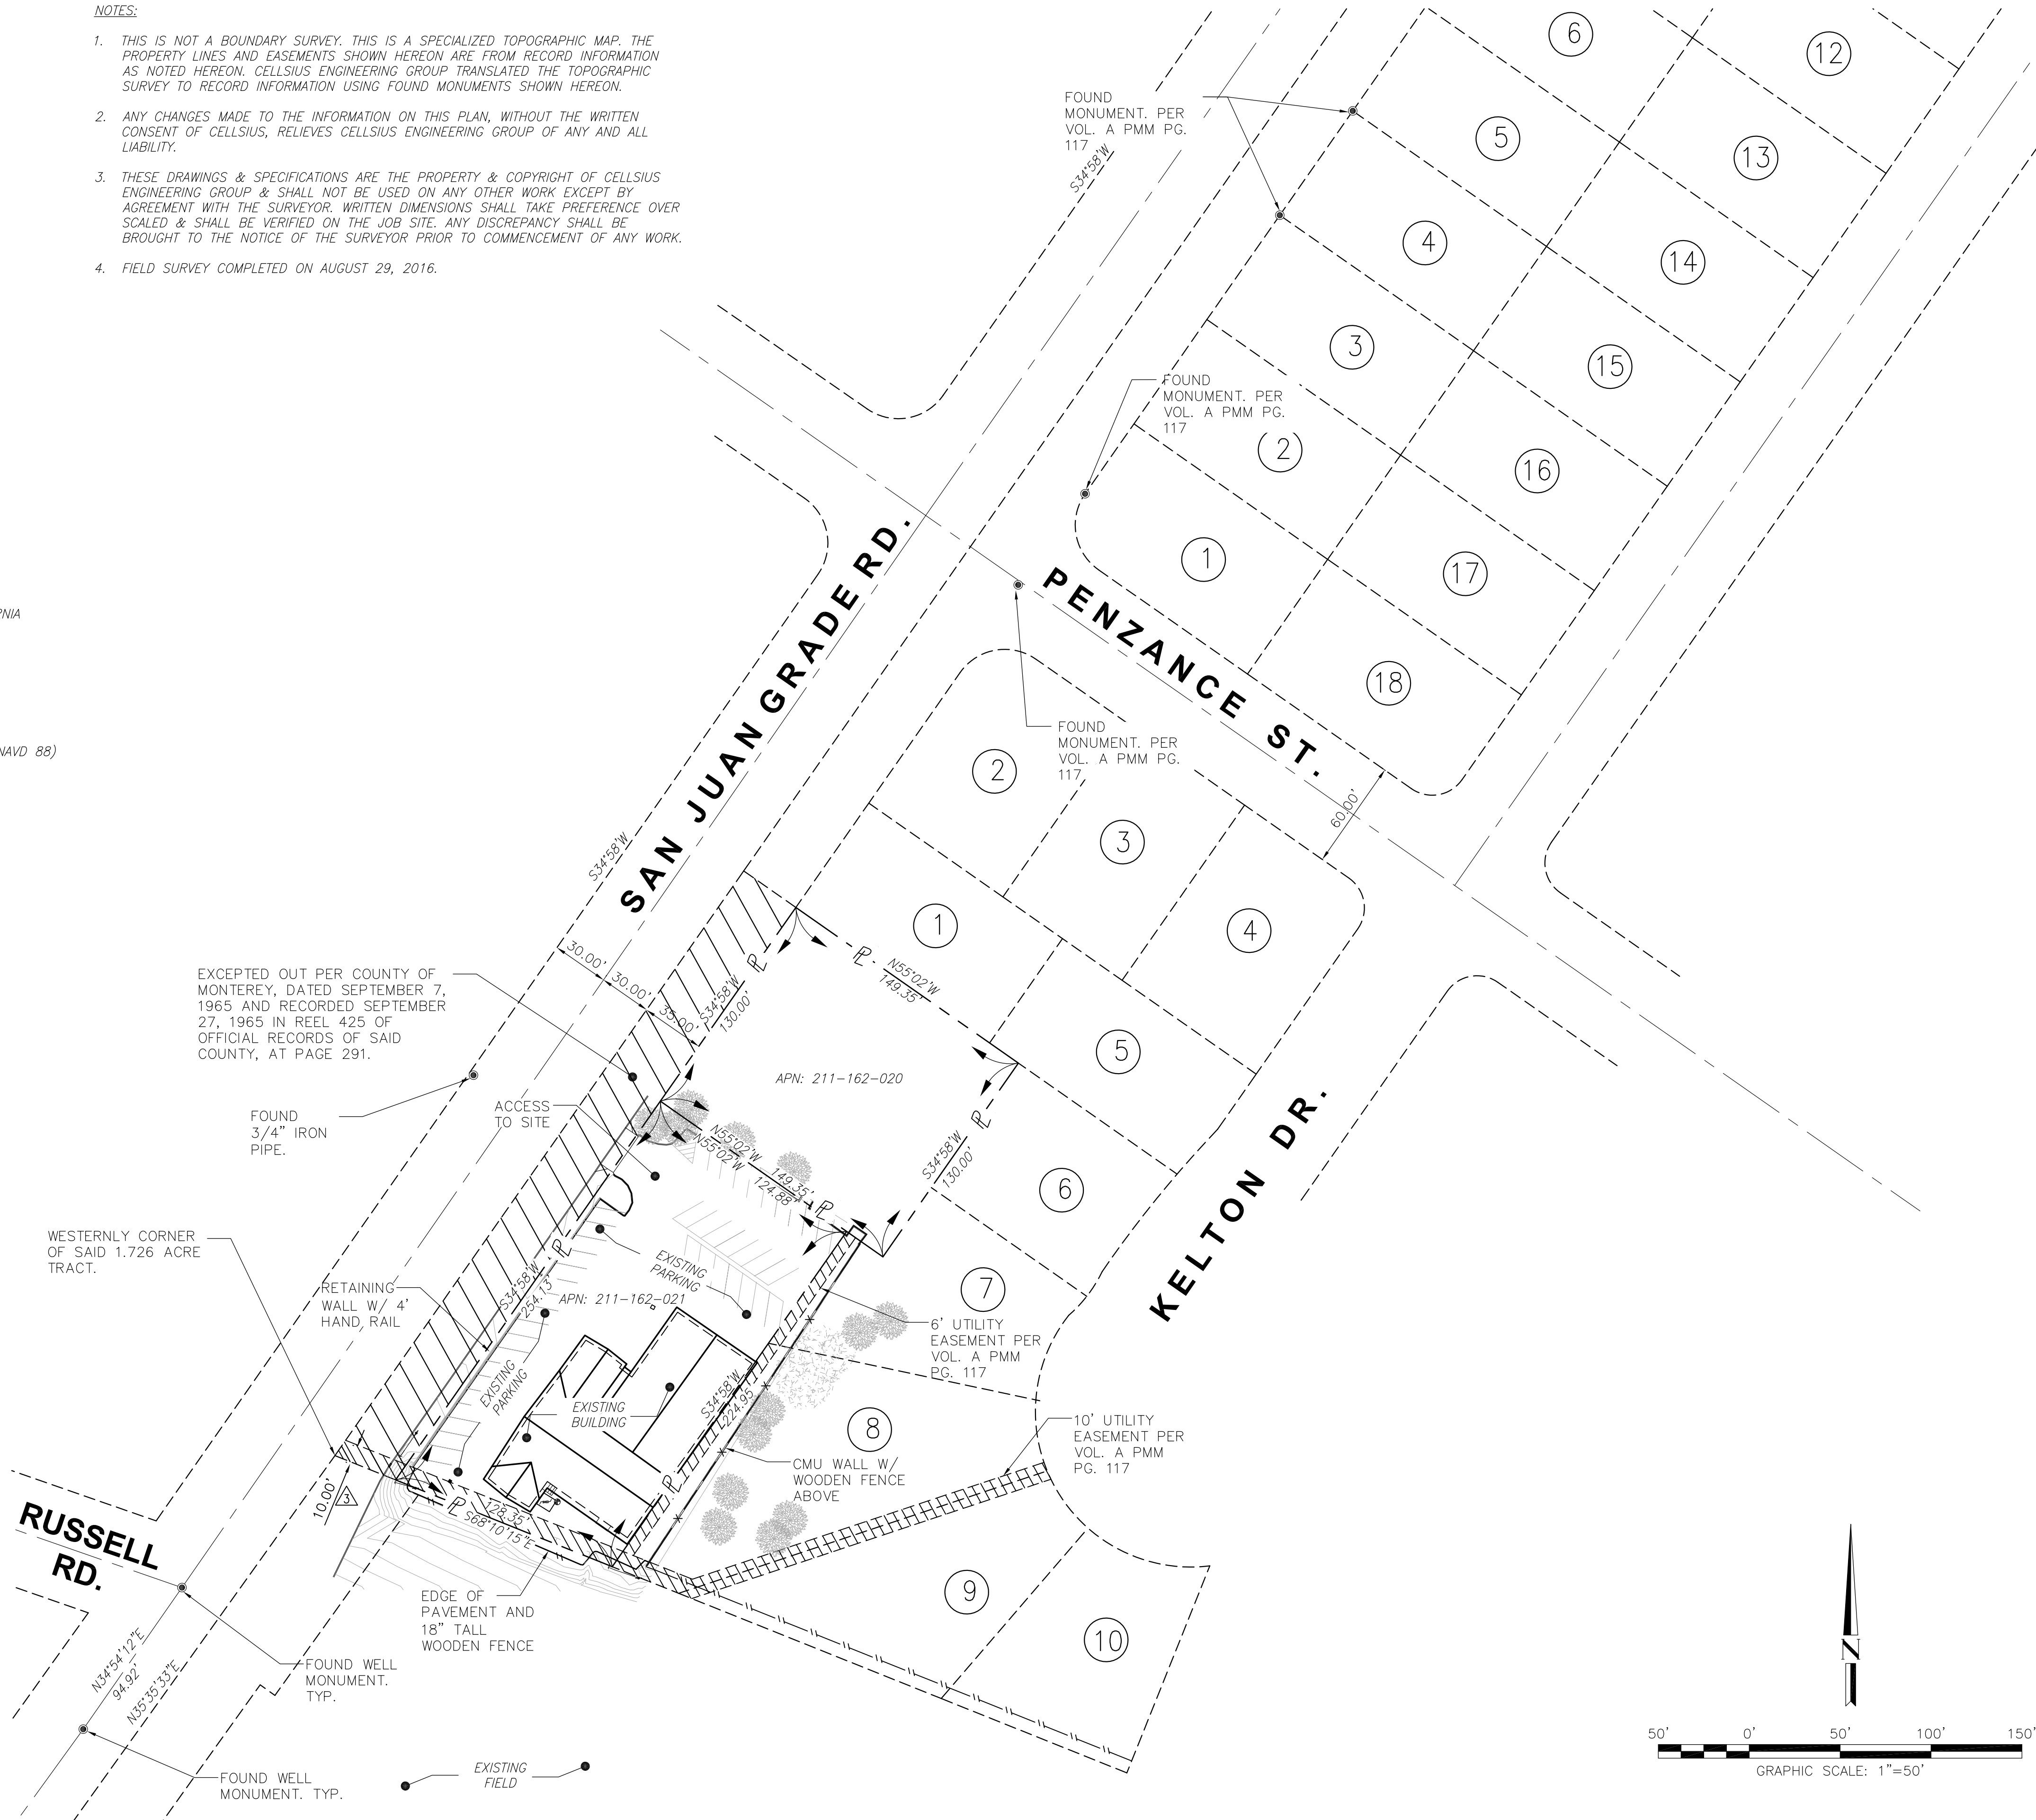 NOTES:
1. THIS IS NOT A BOUNDARY SURVEY. THIS IS A SPECIALIZED TOPOGRAPHIC MAP. THE
PROPERTY LINES AND EASEMENTS SHOWN HEREON ARE FROM RECORD INFORMATION
AS NOTED HEREON. CELLSIUS ENGINEERING GROUP TRANSLATED THE TOPOGRAPHIC
SURVEY TO RECORD INFORMATION USING FOUND MONUMENTS SHOWN HEREON.
2. ANY CHANGES MADE TO THE INFORMATION ON THIS PLAN, WITHOUT THE WRITTEN
CONSENT OF CELLSIUS, RELIEVES CELLSIUS ENGINEERING GROUP OF ANY AND ALL
LIABILITY.
3. THESE DRAWINGS & SPECIFICATIONS ARE THE PROPERTY & COPYRIGHT OF CELLSIUS
ENGINEERING GROUP & SHALL NOT BE USED ON ANY OTHER WORK EXCEPT BY
AGREEMENT WITH THE SURVEYOR. WRITTEN DIMENSIONS SHALL TAKE PREFERENCE OVER
SCALED & SHALL BE VERIFIED ON THE JOB SITE. ANY DISCREPANCY SHALL BE
BROUGHT TO THE NOTICE OF THE SURVEYOR PRIOR TO COMMENCEMENT OF ANY WORK.
4. FIELD SURVEY COMPLETED ON AUGUST 29, 2016.
6
12
FOUND
MONUMENT. PER
VOL. A PMM PG.
117
5
13
S34°58'W
4
14
3
15
FOUND
MONUMENT. PER
VOL. A PMM PG.
117
2
16
1
17
18
PENZANCE ST.
SAN JUAN GRADE RD.
RNIA
NAVD 88)
FOUND
MONUMENT. PER
VOL. A PMM PG.
117
2
3
60.00'
S34°58'W
1
4
EXCEPTED OUT PER COUNTY OF
MONTEREY, DATED SEPTEMBER 7,
1965 AND RECORDED SEPTEMBER
27, 1965 IN REEL 425 OF
OFFICIAL RECORDS OF SAID
COUNTY, AT PAGE 291.
30.00'
30.00'
35.00'
S34°58'W
130.00'
PL
PL
N55°02'W
149.35'
5
APN: 211-162-020
FOUND
3/4" IRON
PIPE.
ACCESS
TO SITE
N55°02'W 149.35'
N55°02'W 124.88'
PL
S34°58'W
130.00'
PL
KELTON DR.
6
WESTERNLY CORNER
OF SAID 1.726 ACRE
TRACT.
RETAINING
WALL W/ 4'
HAND RAIL
S34°58'W
254.13'
PL
EXISTING
PARKING
APN: 211-162-021
7
6' UTILITY
EASEMENT PER
VOL. A PMM
PG. 117
EXISTING
PARKING
EXISTING
BUILDING
S34°58'W
224.95'
PL
8
10' UTILITY
EASEMENT PER
VOL. A PMM
PG. 117
CMU WALL W/
WOODEN FENCE
ABOVE
10.00'
3
PL
128.35'
S68°10'15"E
RUSSELL
RD.
EDGE OF
PAVEMENT AND
18" TALL
WOODEN FENCE
9
10
N34°54'12"E
94.92'
N35°35'33"E
FOUND WELL
MONUMENT.
TYP.
FOUND WELL
MONUMENT. TYP.
EXISTING
FIELD
N
50' 0' 50' 100' 150'
GRAPHIC SCALE: 1"=50'